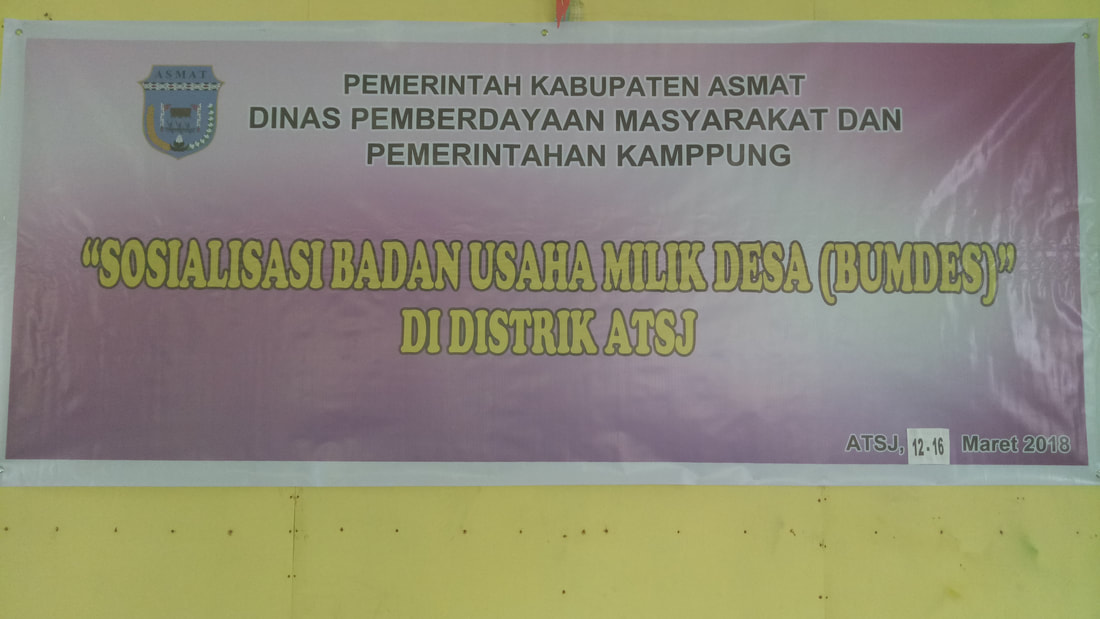 ASMAT
PEMERINTAH KABUPATEN ASMAT
DINAS PEMBERDAYAAN MASYARAKAT DAN
PEMERINTAHAN KAMPPUNG
“SOSIALISASI BADAN USAHA MILIK DESA (BUMDES)”
DI DISTRIK ATSJ
ATSJ, 12 - 16 Maret 2018